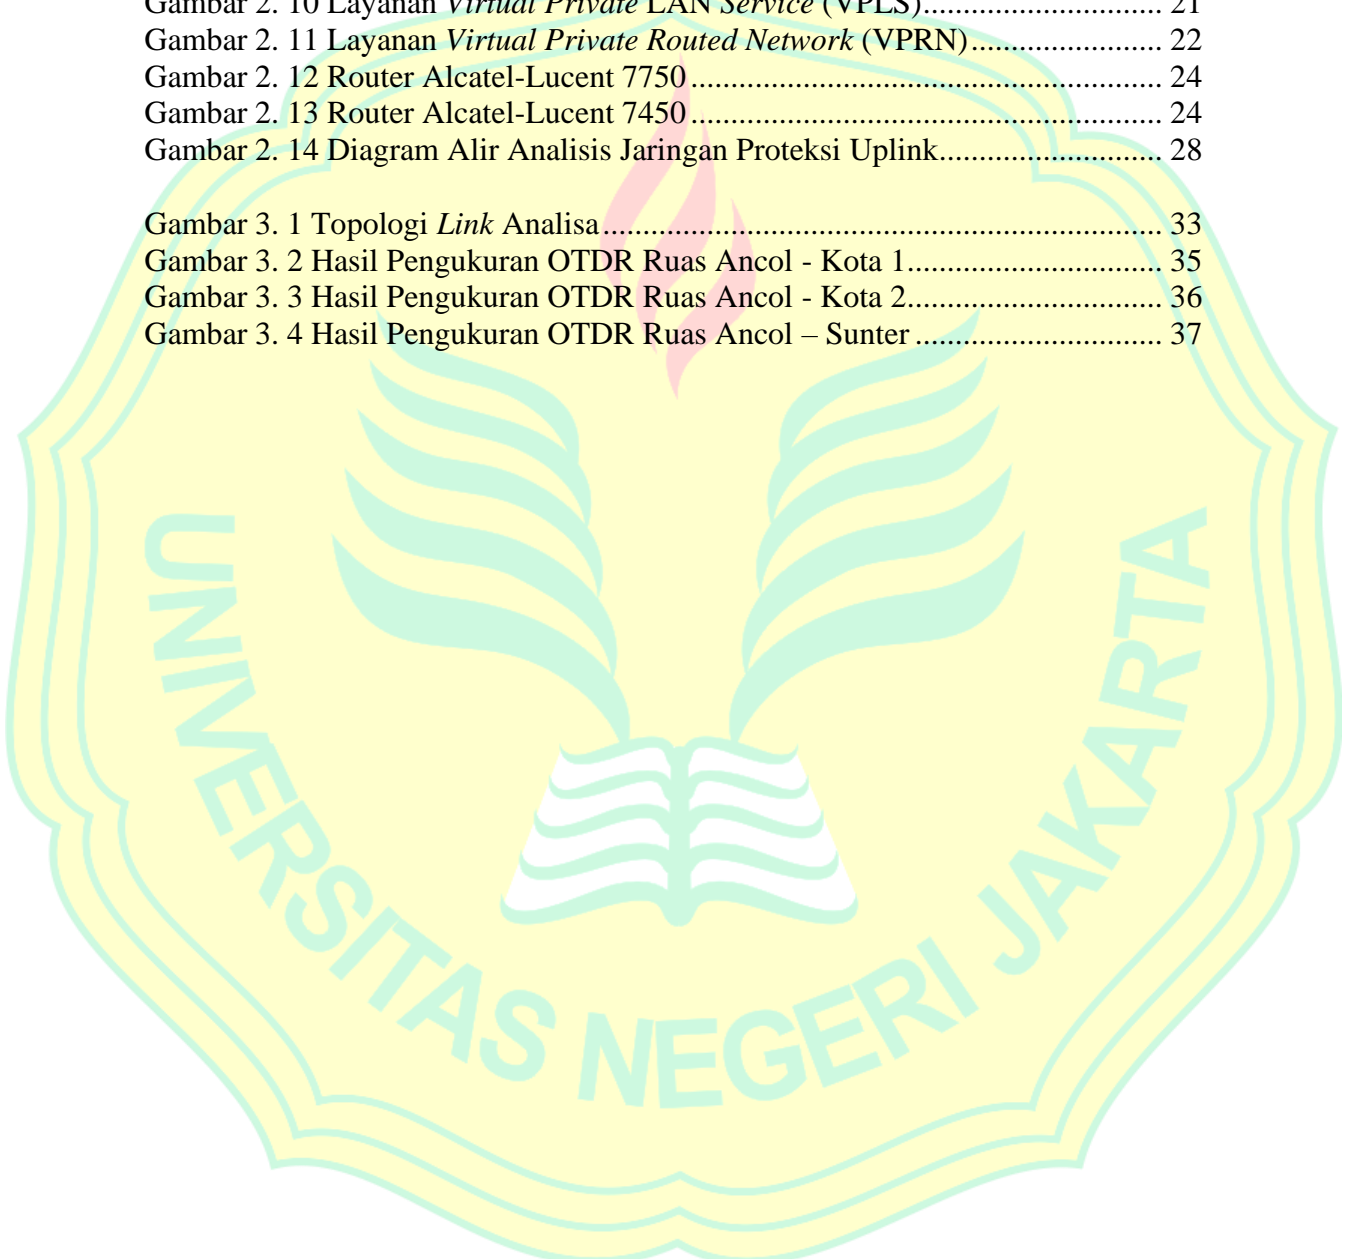 Gambar 2. 10 Layanan Virtual Private LAN Service (VPLS)............................ 21
Gambar 2. 11 Layanan Virtual Private Routed Network (VPRN)...................... 22
Gambar 2. 12 Router Alcatel-Lucent 7750....................................................... 24
Gambar 2. 13 Router Alcatel-Lucent 7450....................................................... 24
Gambar 2. 14 Diagram Alir Analisis Jaringan Proteksi Uplink.......................... 28
Gambar 3. 1 Topologi Link Analisa................................................................. 33
Gambar 3. 2 Hasil Pengukuran OTDR Ruas Ancol - Kota 1.............................. 35
Gambar 3. 3 Hasil Pengukuran OTDR Ruas Ancol - Kota 2.............................. 36
Gambar 3. 4 Hasil Pengukuran OTDR Ruas Ancol – Sunter............................. 37
UNIVERSITAS NEGERI JAKARTA